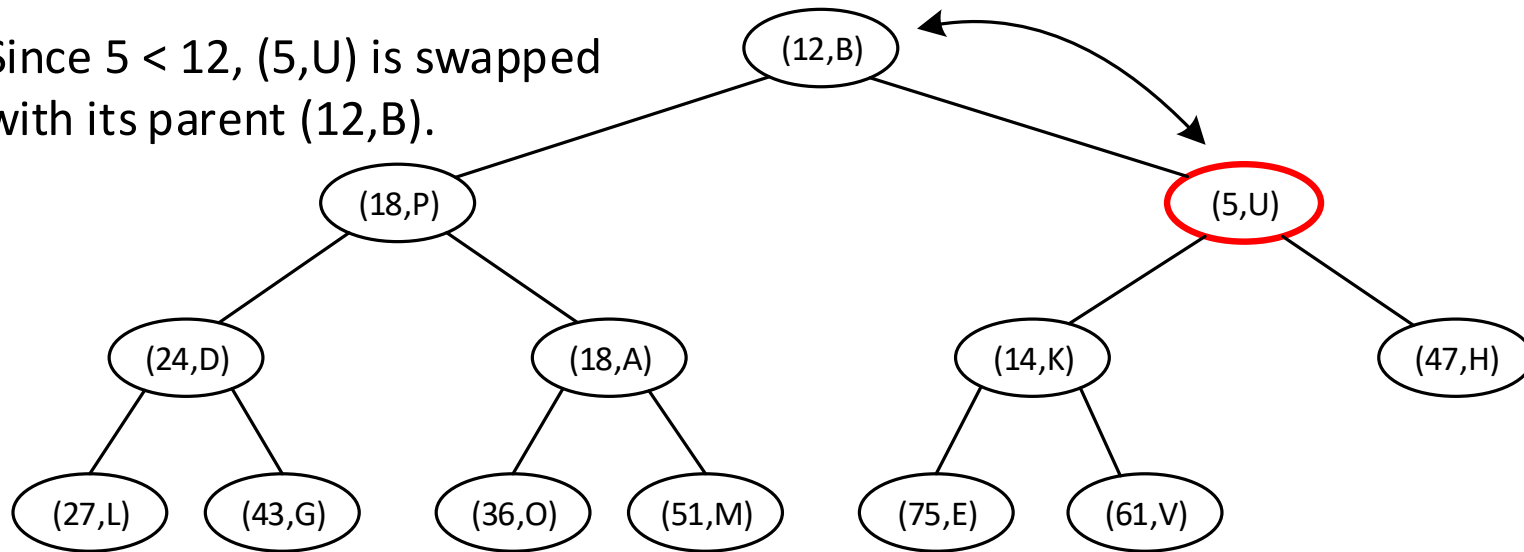 Since 5 < 12, (5,U) is swapped
with its parent (12,B).
(12,B)
(18,P)
(5,U)
(24,D)
(18,A)
(14,K)
(47,H)
(27,L)
(43,G)
(36,O)
(51,M)
(75,E)
(61,V)